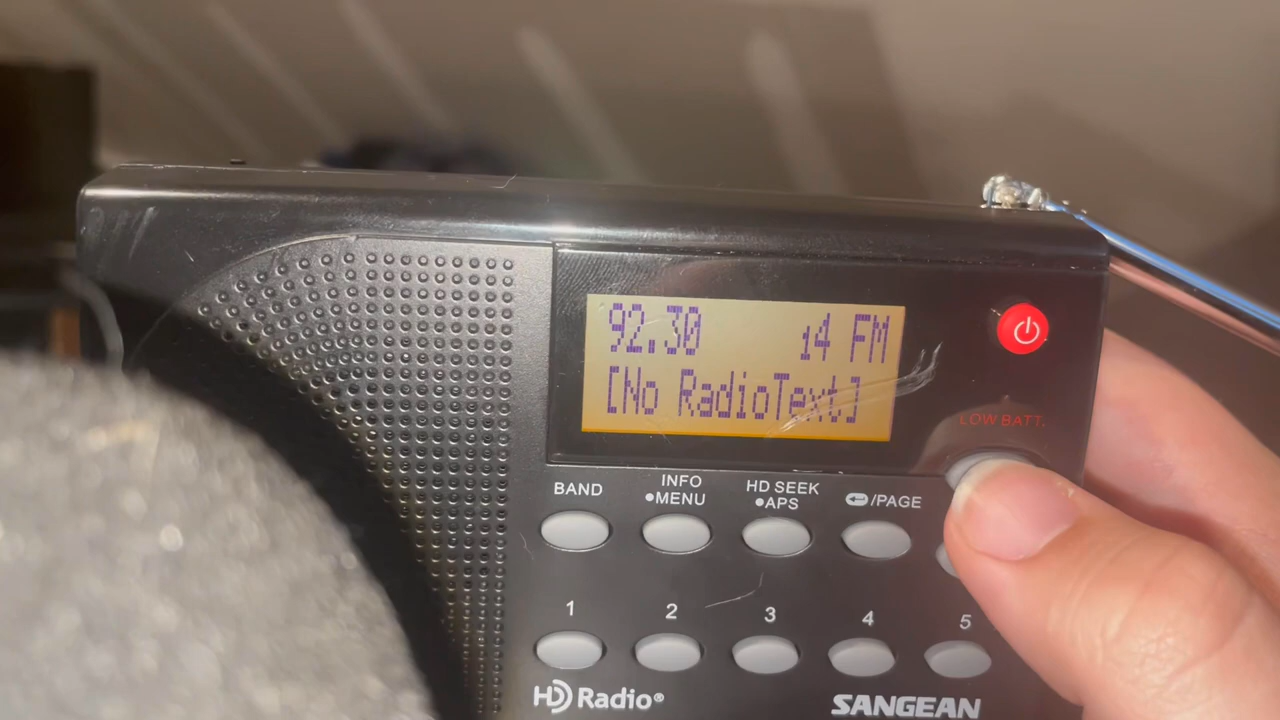 92.30 14 FM
[No RadioText]
LOW BATT.
BAND
INFO
●MENU
HD SEEK
●APS
/PAGE
1 2 3 4 5
HD Radio®
SANGEAN